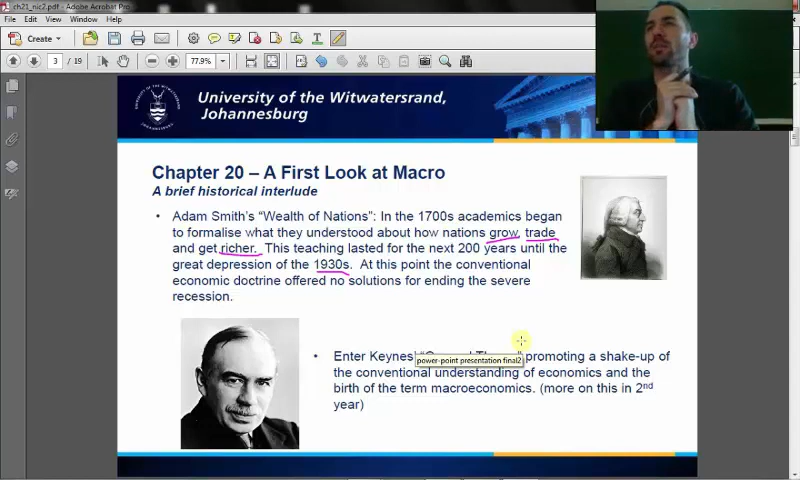 ch21_nic2.pdf - Adobe Acrobat Pro
File Edit View Window Help
Create
3 / 19
77.9%
University of the Witwatersrand,
Johannesburg
Chapter 20 – A First Look at Macro
A brief historical interlude
• Adam Smith's “Wealth of Nations”: In the 1700s academics began
to formalise what they understood about how nations grow, trade
and get richer. This teaching lasted for the next 200 years until the
great depression of the 1930s. At this point the conventional
economic doctrine offered no solutions for ending the severe
recession.
• Enter Keynes' promoting a shake-up of
power-point presentation final2
the conventional understanding of economics and the
birth of the term macroeconomics. (more on this in 2nd
year)